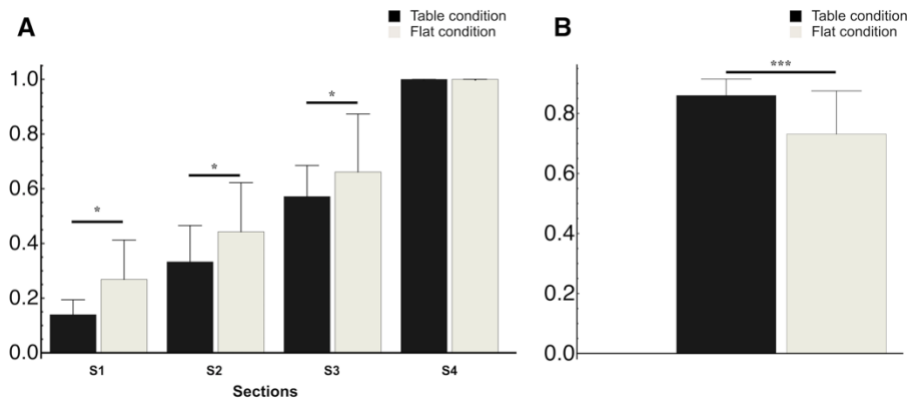 A
Table condition
Flat condition
1.0
0.8
0.6
0.4
0.2
0.0
*
*
*
S1 S2 S3 S4
Sections
B
Table condition
Flat condition
***
0.8
0.6
0.4
0.2
0.0